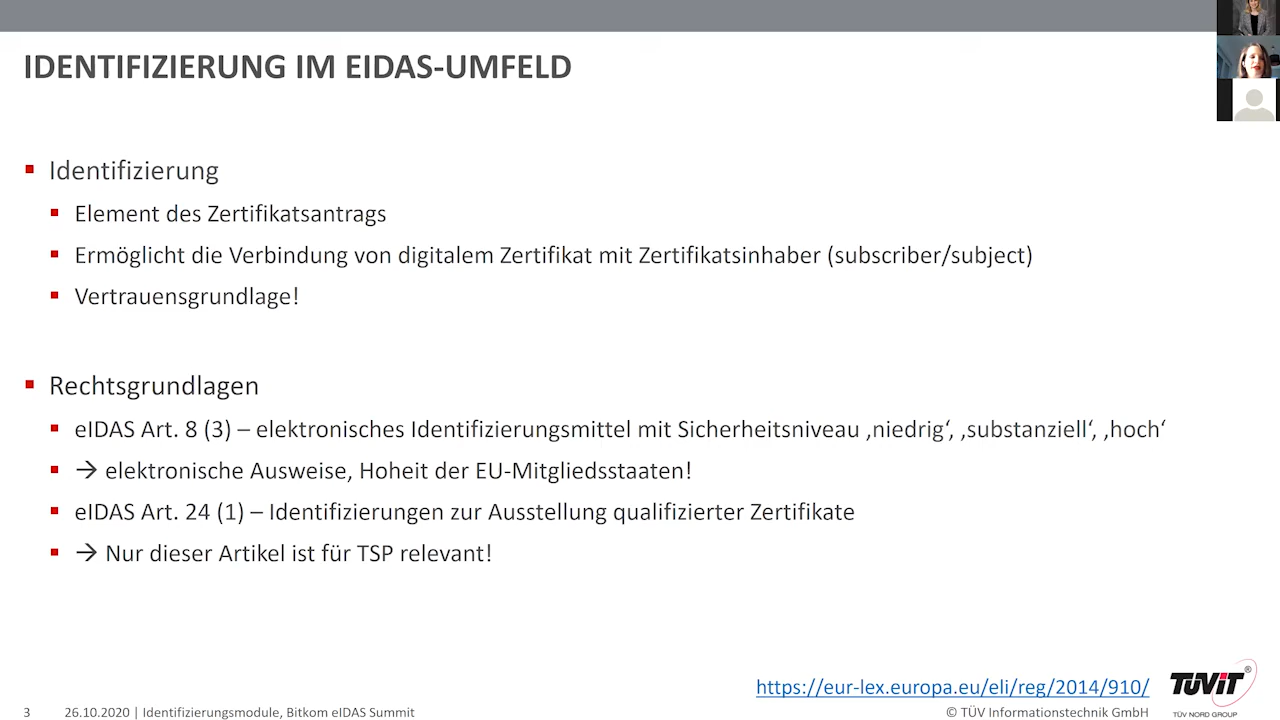 IDENTIFIZIERUNG IM EIDAS-UMFELD
Identifizierung
Element des Zertifikatsantrags
Ermöglicht die Verbindung von digitalem Zertifikat mit Zertifikatsinhaber (subscriber/subject)
Vertrauensgrundlage!
Rechtsgrundlagen
eIDAS Art. 8 (3) – elektronisches Identifizierungsmittel mit Sicherheitsniveau ‚niedrig‘, ‚substanziell‘, ‚hoch‘
→ elektronische Ausweise, Hoheit der EU-Mitgliedsstaaten!
eIDAS Art. 24 (1) – Identifizierungen zur Ausstellung qualifizierter Zertifikate
→ Nur dieser Artikel ist für TSP relevant!
https://eur-lex.europa.eu/eli/reg/2014/910/
TÜViT®
TÜV NORD GROUP
3 26.10.2020 | Identifizierungsmodule, Bitkom eIDAS Summit
© TÜV Informationstechnik GmbH